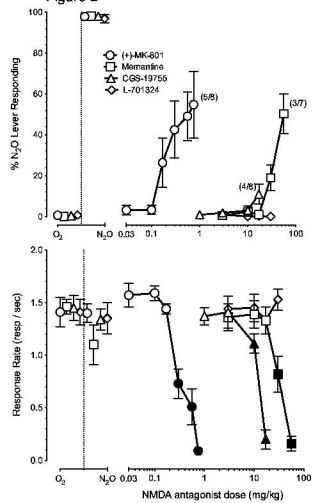 Figure 2
100
80
60
40
20
0
% N2O Lever Responding
(+)-MK-801
Memantine
CGS-19755
L-701324
(5/8)
(3/7)
(4/8)
O2 N2O 0.03 0.1 1 10 100
2.0
1.5
1.0
0.5
0.0
Response Rate (resp / sec)
O2 N2O 0.03 0.1 1 10 100
NMDA antagonist dose (mg/kg)